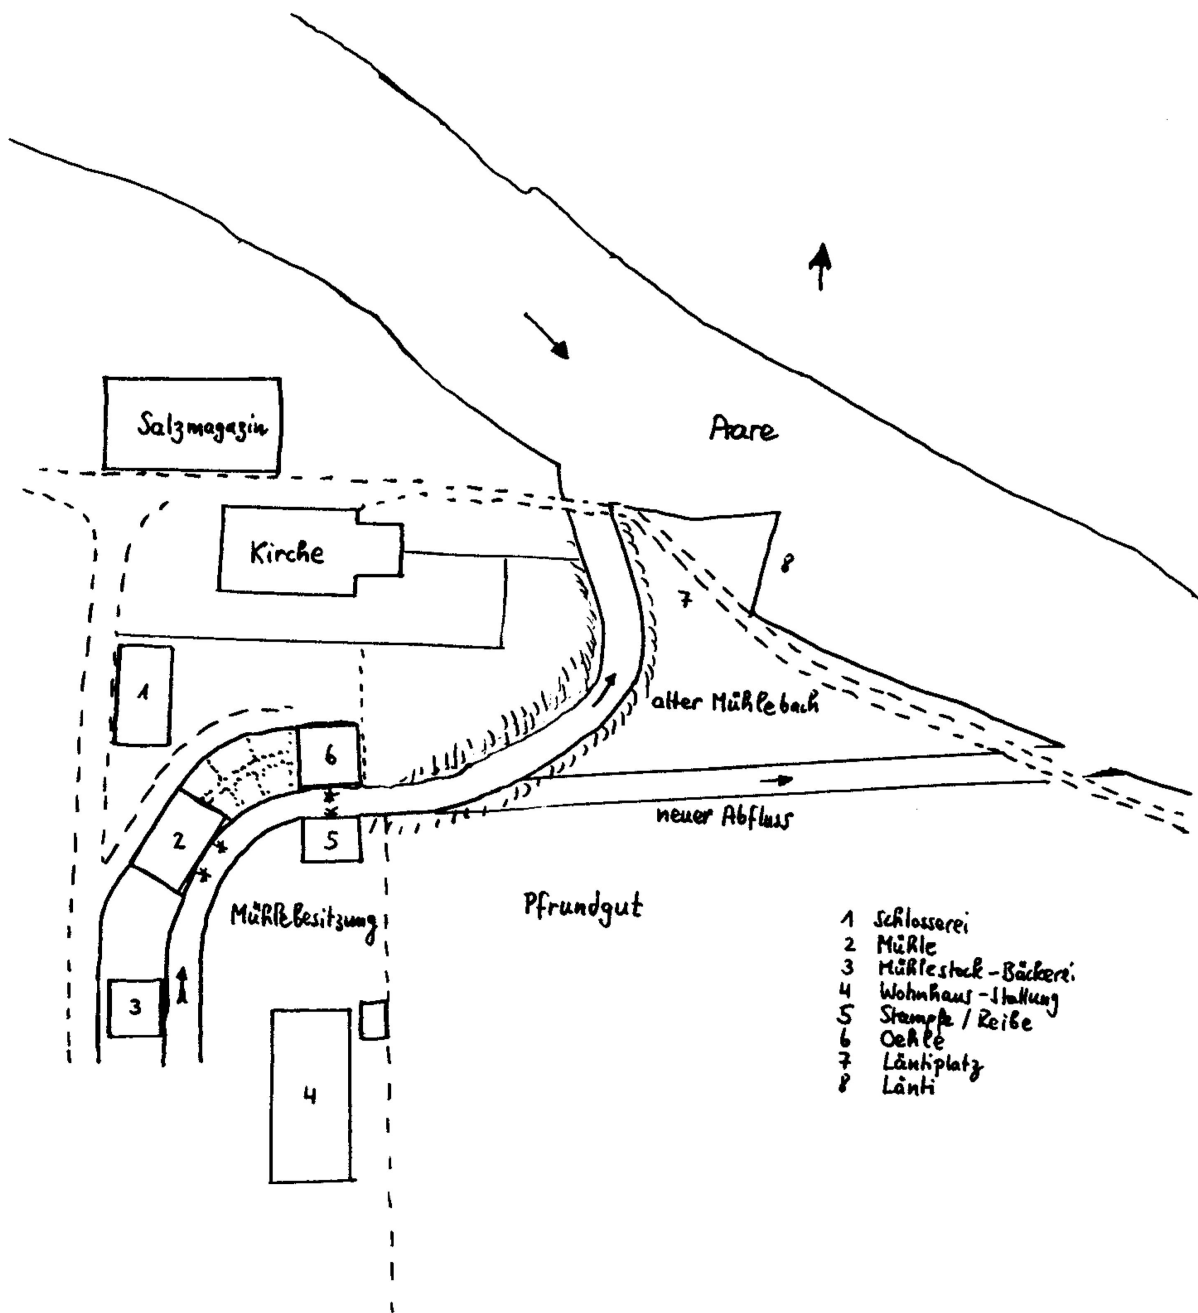 Aare
Salzmagazin
Kirche
8
7
1
alter Mühlebach
6
2
5
neuer Abfluss
Mühlebesitzung
Pfrundgut
3
4
1 Schlosserei
2 Mühle
3 Mühlestock-Bäckerei
4 Wohnhaus-Stallung
5 Stampfe / Reibe
6 Oehle
7 Läntiplatz
8 Länti